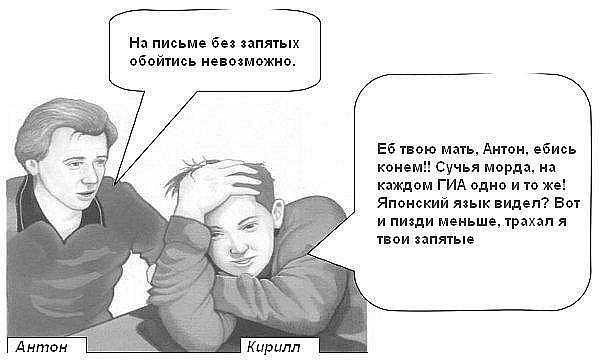 На письме без запятых
обойтись невозможно.
Еб твою мать, Антон, ебись
конем!! Сучья морда, на
каждом ГИА одно и то же!
Японский язык видел? Вот
и пизди меньше, трахал я
твои запятые
Антон
Кирилл